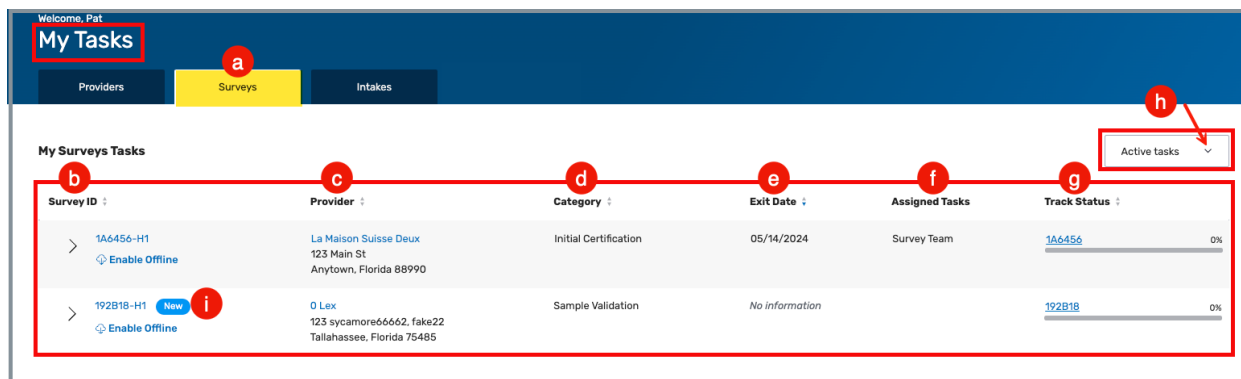 Welcome, Pat
My Tasks
a
Providers Surveys Intakes
h
My Surveys Tasks
Active tasks
b c d e f g
Survey ID Provider Category Exit Date Assigned Tasks Track Status
1A6456-H1 La Maison Suisse Deux Initial Certification 05/14/2024 Survey Team 1A6456 0%
Enable Offline 123 Main St
Anytown, Florida 88990
192B18-H1 New i O Lex Sample Validation No information 192B18 0%
Enable Offline 123 sycamore66662, fake22
Tallahassee, Florida 75485